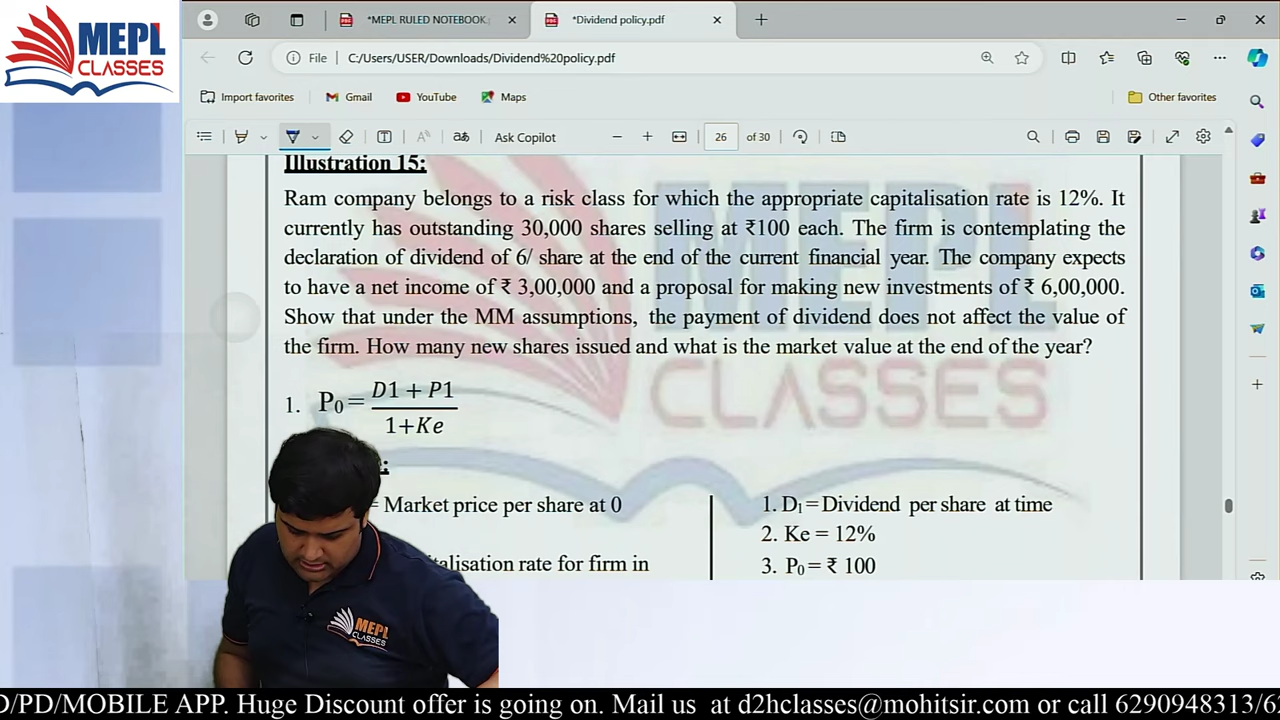 MEPL
CLASSES
*MEPL RULED NOTEBOOK.
*Dividend policy.pdf
File
C:/Users/USER/Downloads/Dividend%20policy.pdf
Import favorites
Gmail
YouTube
Maps
Other favorites
Ask Copilot
26
of 30
Illustration 15:
Ram company belongs to a risk class for which the appropriate capitalisation rate is 12%. It
currently has outstanding 30,000 shares selling at ₹100 each. The firm is contemplating the
declaration of dividend of 6/ share at the end of the current financial year. The company expects
to have a net income of ₹ 3,00,000 and a proposal for making new investments of ₹ 6,00,000.
Show that under the MM assumptions, the payment of dividend does not affect the value of
the firm. How many new shares issued and what is the market value at the end of the year?
1. P0 = D1 + P1
1+Ke
= Market price per share at 0
talisation rate for firm in
1. D1 = Dividend per share at time
2. Ke = 12%
3. P0 = ₹ 100
MEPL
CLASSES
MEPL
CLASSES
D/PD/MOBILE APP. Huge Discount offer is going on. Mail us at d2hclasses@mohitsir.com or call 6290948313/62